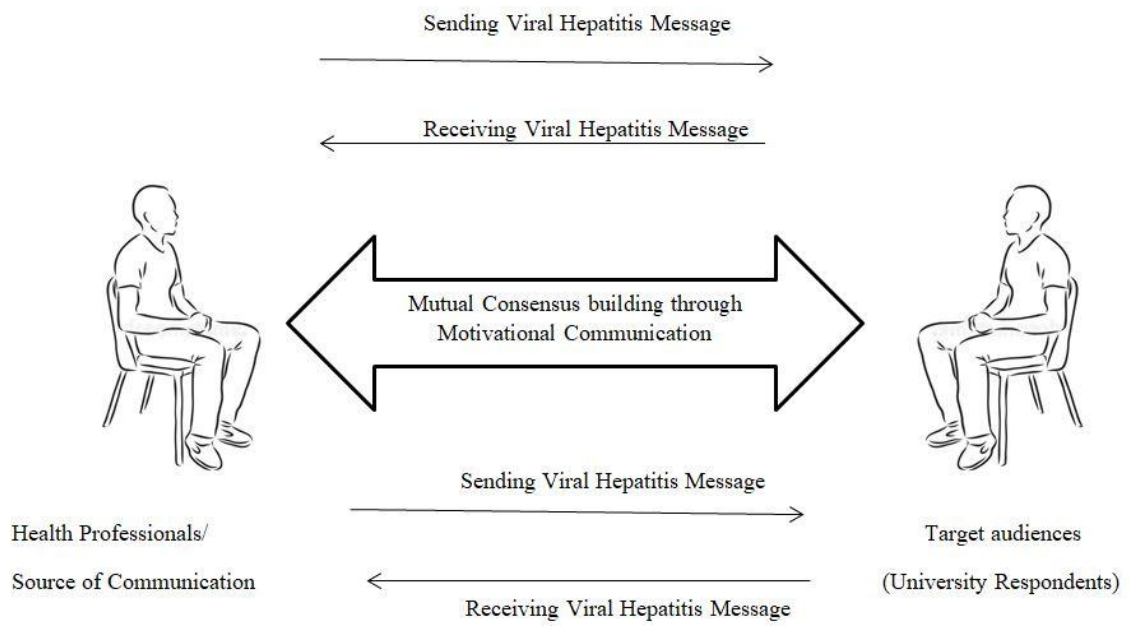 Sending Viral Hepatitis Message
Receiving Viral Hepatitis Message
Mutual Consensus building through
Motivational Communication
Sending Viral Hepatitis Message
Health Professionals/
Source of Communication
Target audiences
(University Respondents)
Receiving Viral Hepatitis Message